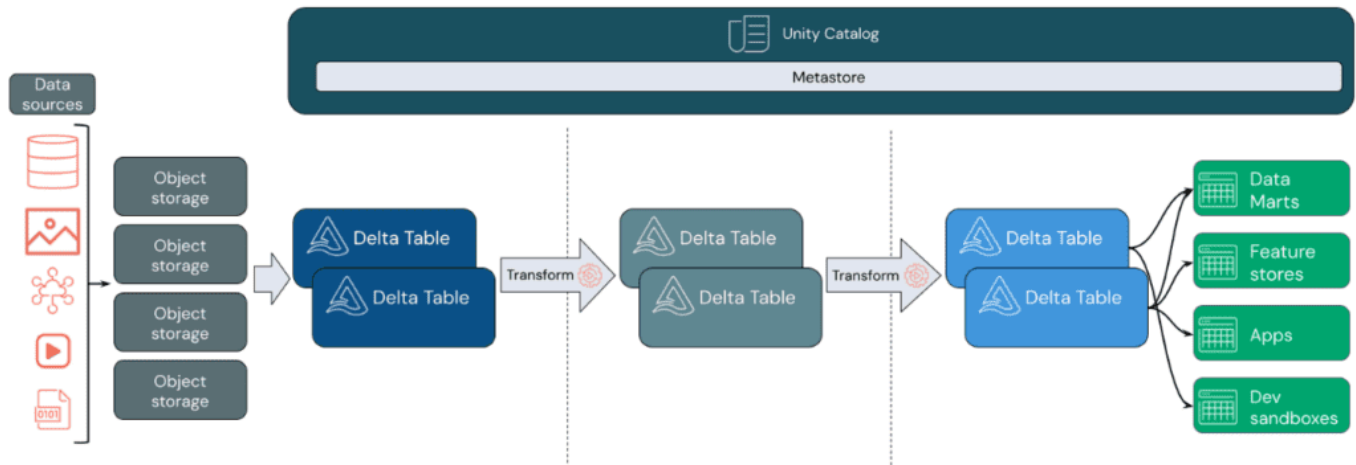 Unity Catalog
Metastore
Data
sources
Object
storage
Object
storage
Object
storage
Object
storage
0101
Delta Table
Delta Table
Transform
Delta Table
Delta Table
Transform
Delta Table
Delta Table
Data
Marts
Feature
stores
Apps
Dev
sandboxes